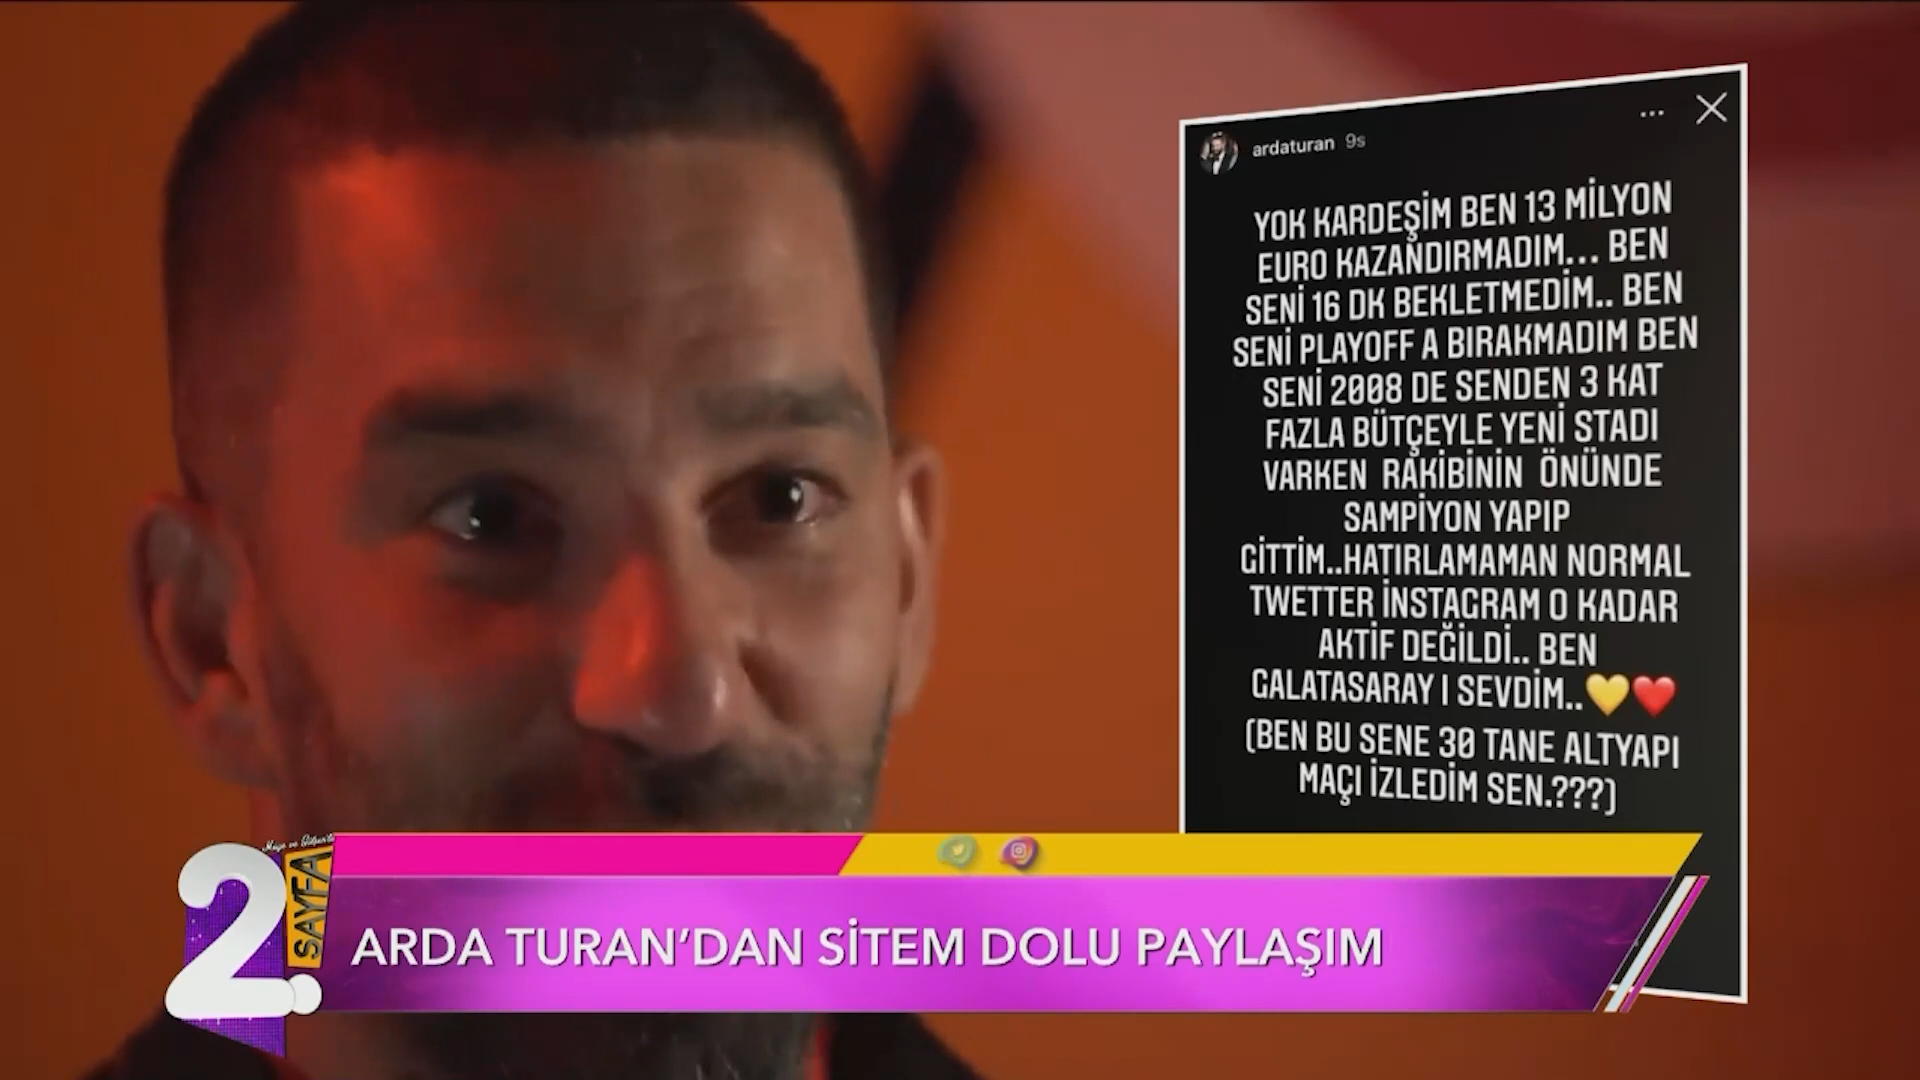 ardaturan 9s
YOK KARDEŞİM BEN 13 MİLYON
EURO KAZANDIRMADIM... BEN
SENİ 16 DK BEKLETMEDİM.. BEN
SENİ PLAYOFF A BIRAKMADIM BEN
SENİ 2008 DE SENDEN 3 KAT
FAZLA BÜTÇEYLE YENİ STADI
VARKEN RAKİBİNİN ÖNÜNDE
SAMPİYON YAPIP
GİTTİM..HATIRLAMAMAN NORMAL
TWETTER İNSTAGRAM O KADAR
AKTİF DEĞİLDİ.. BEN
GALATASARAY I SEVDİM..💛❤️
(BEN BU SENE 30 TANE ALTYAPI
MAÇI İZLEDİM SEN.???)
2. SAYFA
ARDA TURAN'DAN SİTEM DOLU PAYLAŞIM